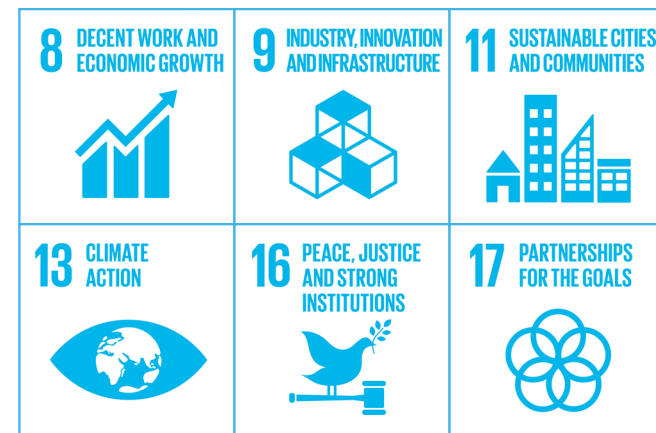 8 DECENT WORK AND
ECONOMIC GROWTH
9 INDUSTRY, INNOVATION
AND INFRASTRUCTURE
11 SUSTAINABLE CITIES
AND COMMUNITIES
13 CLIMATE
ACTION
16 PEACE, JUSTICE
AND STRONG
INSTITUTIONS
17 PARTNERSHIPS
FOR THE GOALS